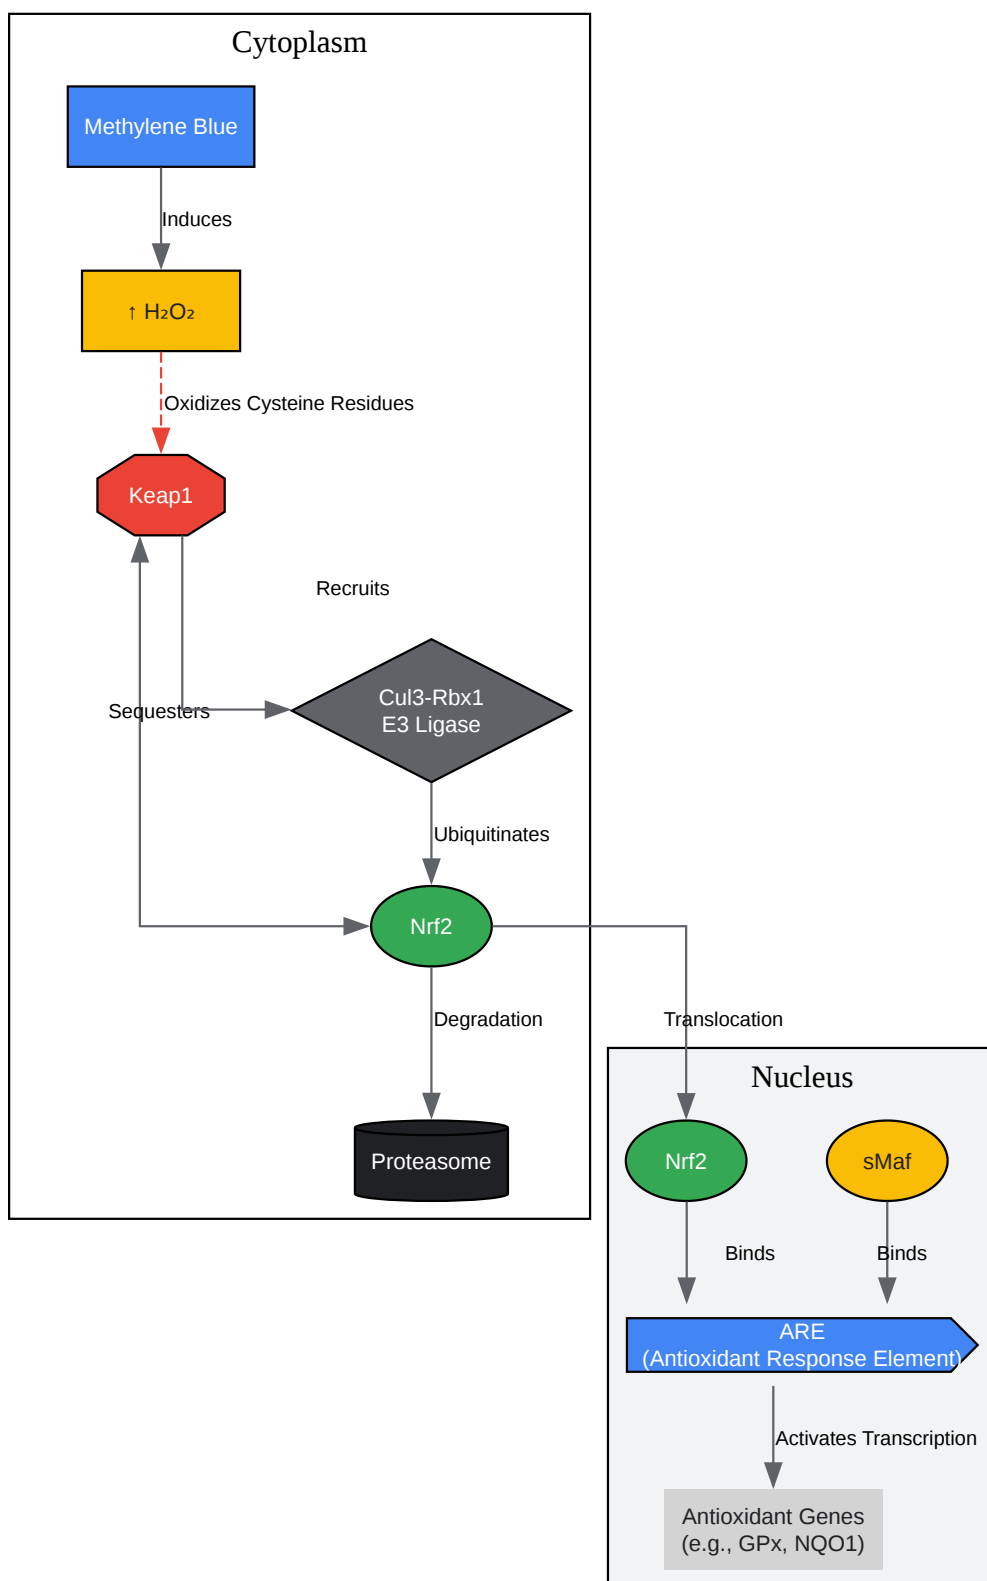 Cytoplasm
Methylene Blue
Induces
↑ H₂O₂
Oxidizes Cysteine Residues
Keap1
Recruits
Cul3-Rbx1
E3 Ligase
Sequesters
Ubiquitinates
Nrf2
Degradation
Translocation
Proteasome
Nucleus
Nrf2
sMaf
Binds
Binds
ARE
(Antioxidant Response Element)
Activates Transcription
Antioxidant Genes
(e.g., GPx, NQO1)